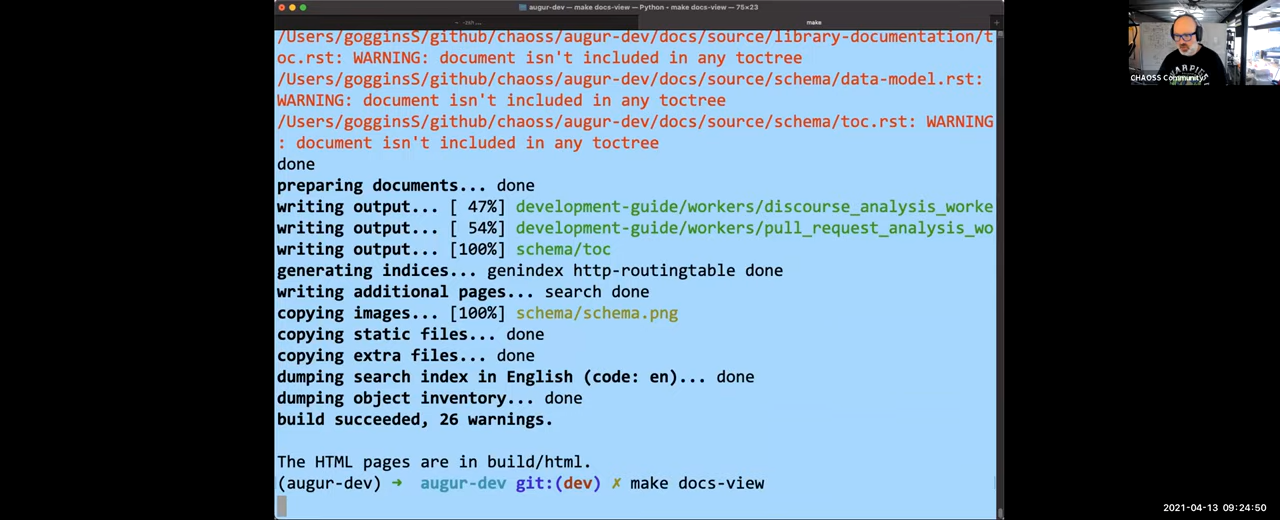 augur-dev — make docs-view — Python • make docs-view — 75×23
make
/Users/gogginsS/github/chaoss/augur-dev/docs/source/library-documentation/t
oc.rst: WARNING: document isn't included in any toctree
/Users/gogginsS/github/chaoss/augur-dev/docs/source/schema/data-model.rst:
WARNING: document isn't included in any toctree
/Users/gogginsS/github/chaoss/augur-dev/docs/source/schema/toc.rst: WARNING
: document isn't included in any toctree
done
preparing documents... done
writing output... [ 47%] development-guide/workers/discourse_analysis_worke
writing output... [ 54%] development-guide/workers/pull_request_analysis_wo
writing output... [100%] schema/toc
generating indices... genindex http-routingtable done
writing additional pages... search done
copying images... [100%] schema/schema.png
copying static files... done
copying extra files... done
dumping search index in English (code: en)... done
dumping object inventory... done
build succeeded, 26 warnings.
The HTML pages are in build/html.
(augur-dev) ➜  augur-dev git:(dev) ✗ make docs-view
CHAOSS Community
2021-04-13 09:24:50